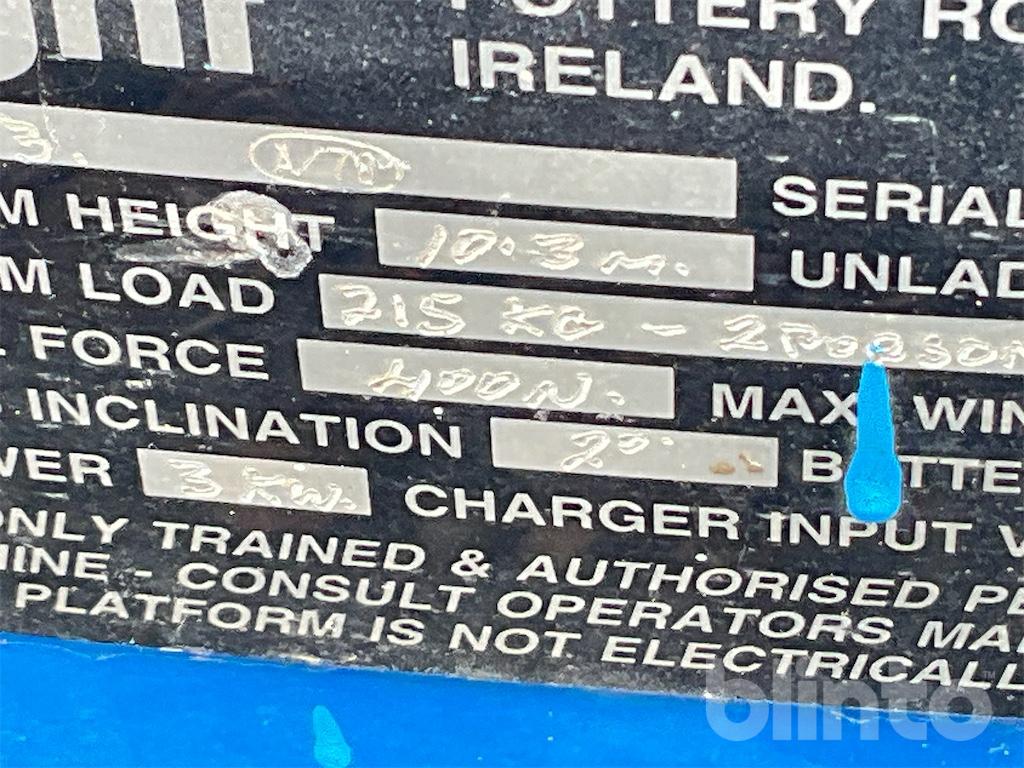 POTTERY RO
IRELAND.
3. SERIAL
M HEIGHT 10.3 M. UNLAD
M LOAD 215 KG - 2 PERSON
FORCE 400N. MAX WIN
INCLINATION 2° BATTE
WER 3 KW. CHARGER INPUT V
ONLY TRAINED & AUTHORISED PE
HINE - CONSULT OPERATORS MA
PLATFORM IS NOT ELECTRICALL
blinto